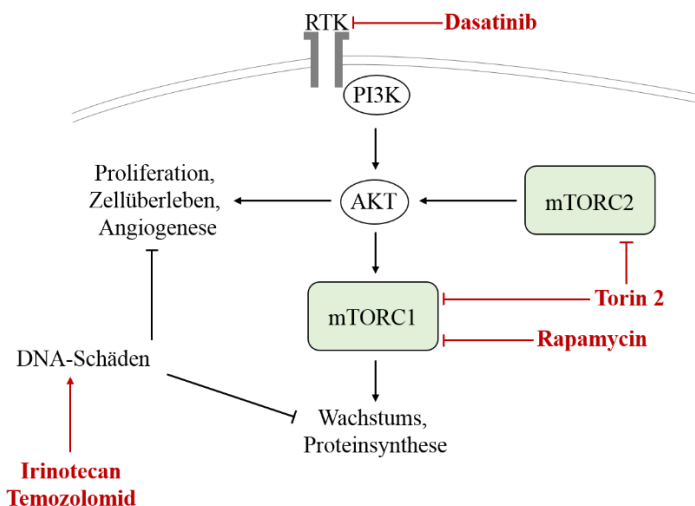 RTK
Dasatinib
PI3K
Proliferation,
Zellüberleben,
Angiogenese
AKT
mTORC2
mTORC1
Torin 2
Rapamycin
DNA-Schäden
Wachstums,
Proteinsynthese
Irinotecan
Temozolomid